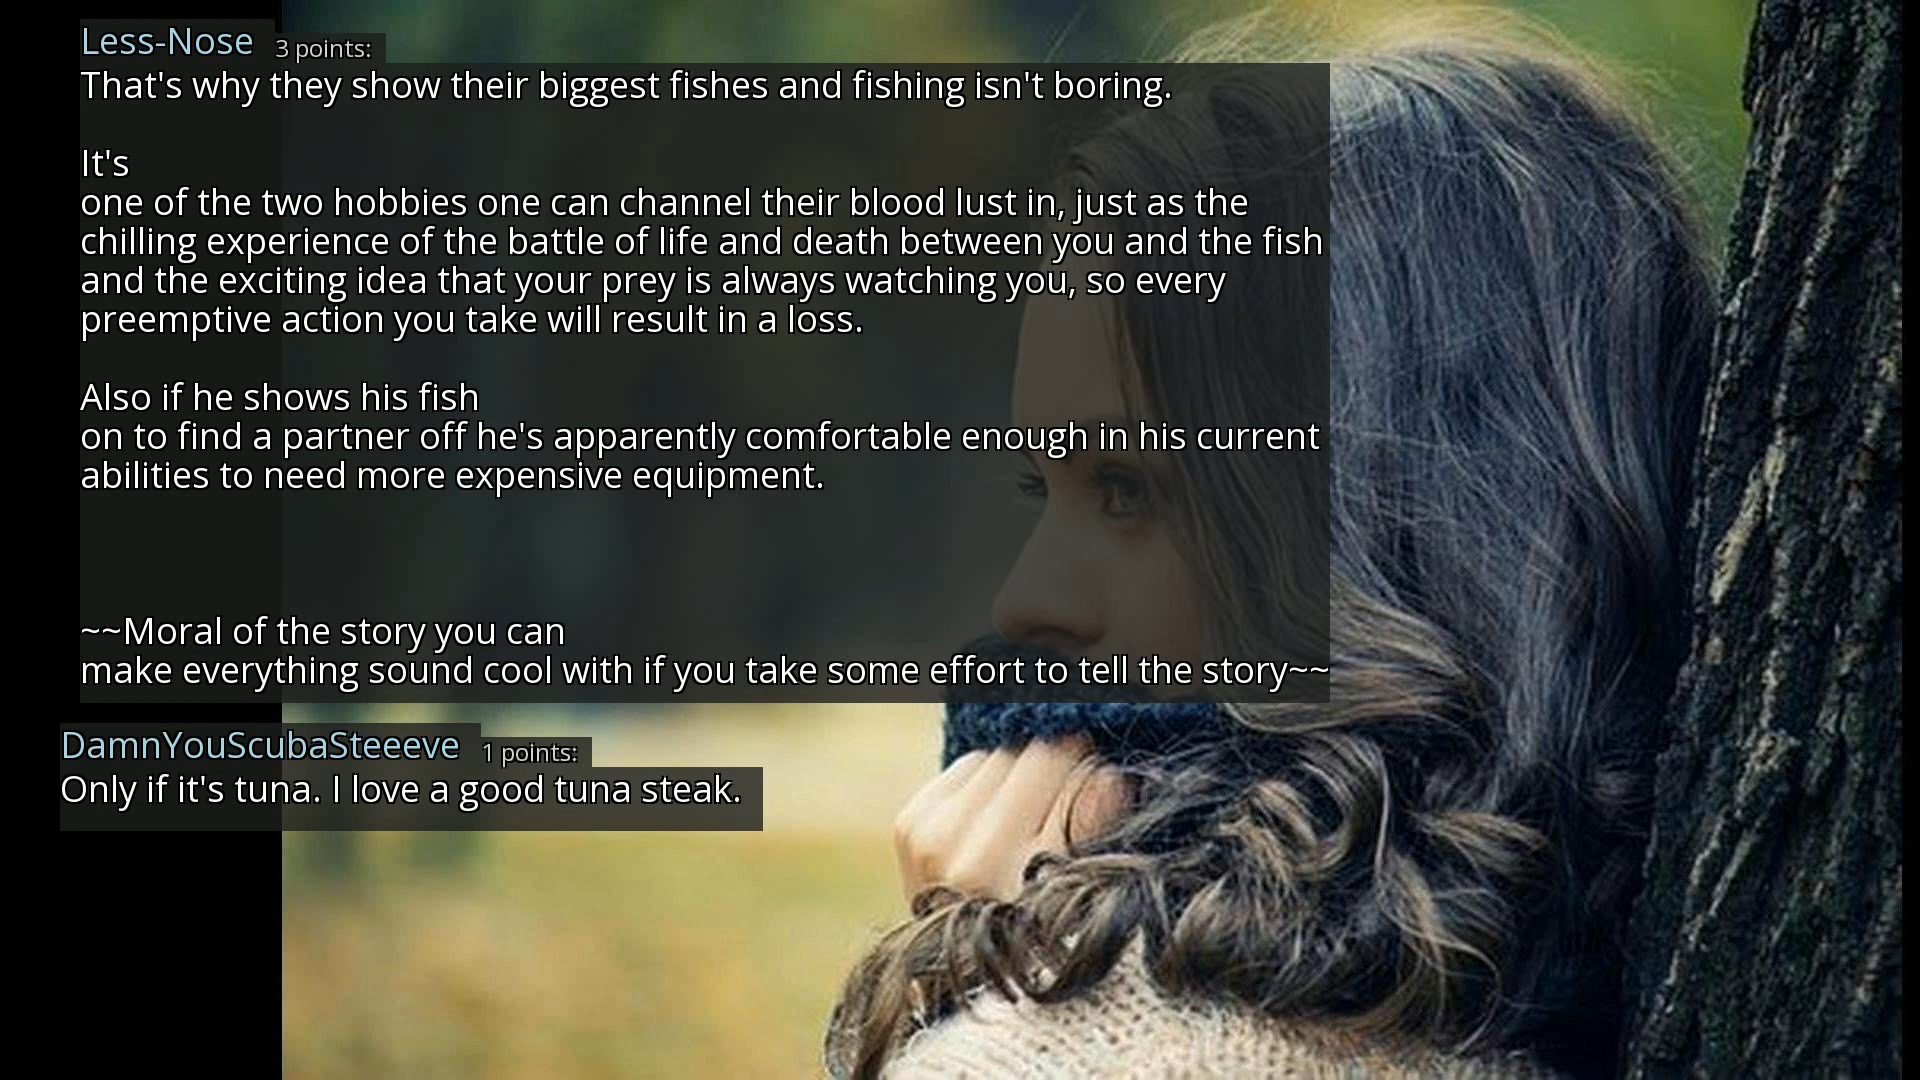 Less-Nose 3 points:
That's why they show their biggest fishes and fishing isn't boring.
It's
one of the two hobbies one can channel their blood lust in, just as the
chilling experience of the battle of life and death between you and the fish
and the exciting idea that your prey is always watching you, so every
preemptive action you take will result in a loss.
Also if he shows his fish
on to find a partner off he's apparently comfortable enough in his current
abilities to need more expensive equipment.
~~Moral of the story you can
make everything sound cool with if you take some effort to tell the story~~
DamnYouScubaSteeeve 1 points:
Only if it's tuna. I love a good tuna steak.